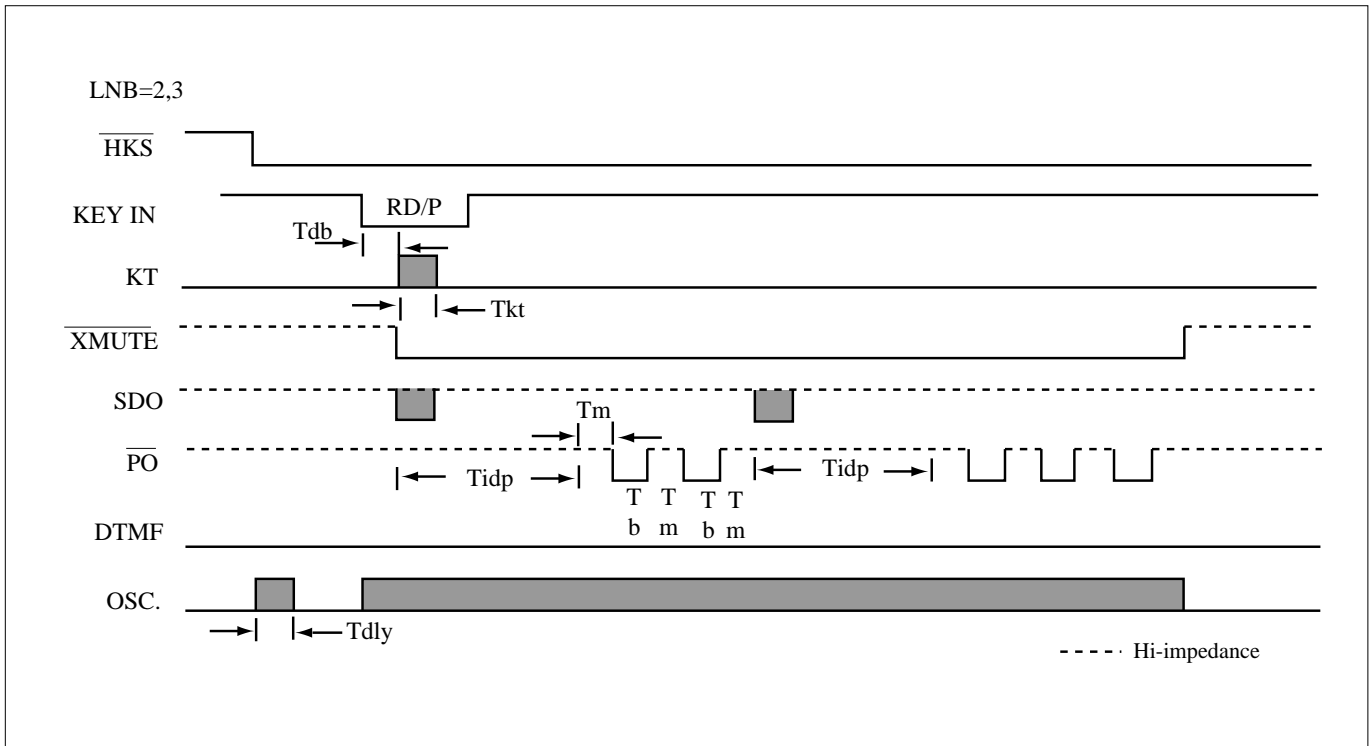 LNB=2,3
HKS
KEY IN
RD/P
Tdb
KT
Tkt
XMUTE
SDO
Tm
PO
Tidp
Tidp
T T T T
b m b m
DTMF
OSC.
Tdly
Hi-impedance